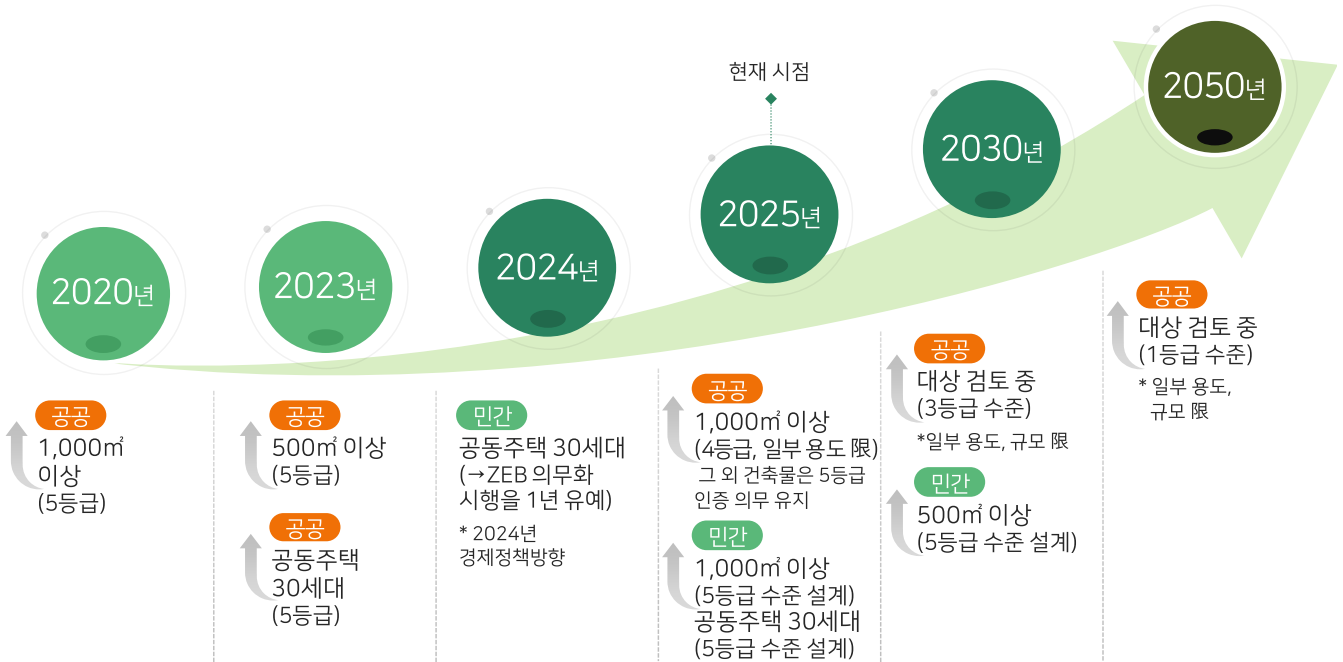 현재 시점
2020년
공공
1,000㎡
이상
(5등급)
2023년
공공
500㎡ 이상
(5등급)
공공
공동주택
30세대
(5등급)
2024년
민간
공동주택 30세대
(→ZEB 의무화
시행을 1년 유예)
* 2024년
경제정책방향
2025년
공공
1,000㎡ 이상
(4등급, 일부 용도 限)
그 외 건축물은 5등급
인증 의무 유지
민간
1,000㎡ 이상
(5등급 수준 설계)
공동주택 30세대
(5등급 수준 설계)
2030년
공공
대상 검토 중
(3등급 수준)
*일부 용도, 규모 限
민간
500㎡ 이상
(5등급 수준 설계)
2050년
공공
대상 검토 중
(1등급 수준)
* 일부 용도,
규모 限